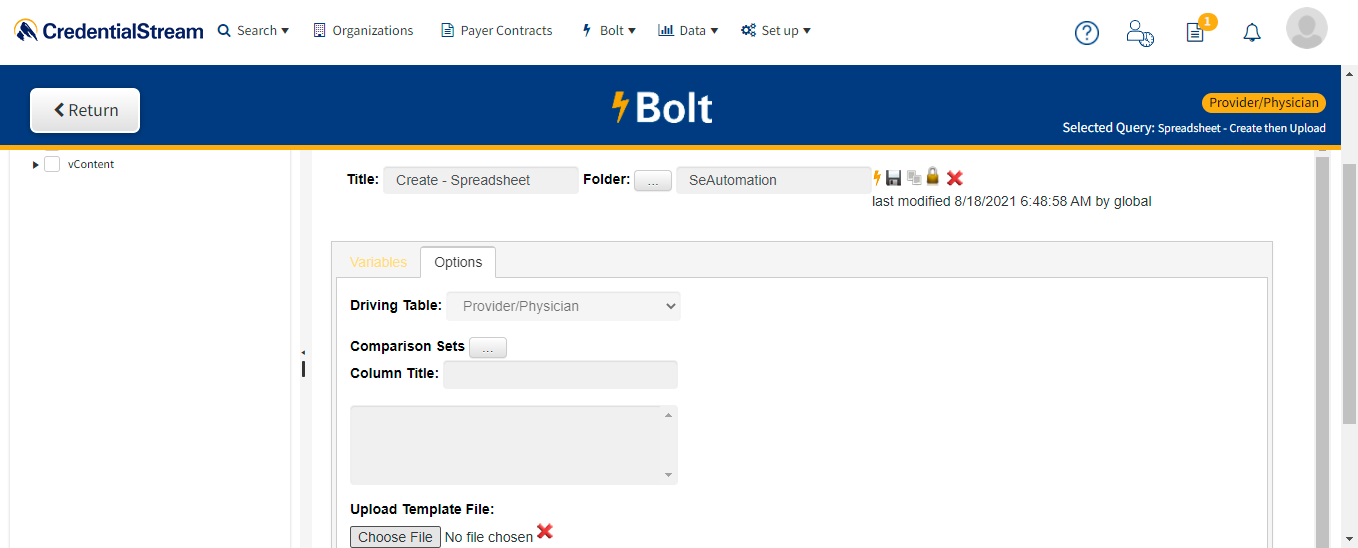 CredentialStream Search Organizations Payer Contracts Bolt Data Set up 1
Return Bolt Provider/Physician
Selected Query: Spreadsheet - Create then Upload
vContent
Title: Create - Spreadsheet Folder: ... SeAutomation
last modified 8/18/2021 6:48:58 AM by global
Variables Options
Driving Table: Provider/Physician
Comparison Sets ...
Column Title:
Upload Template File:
Choose File No file chosen